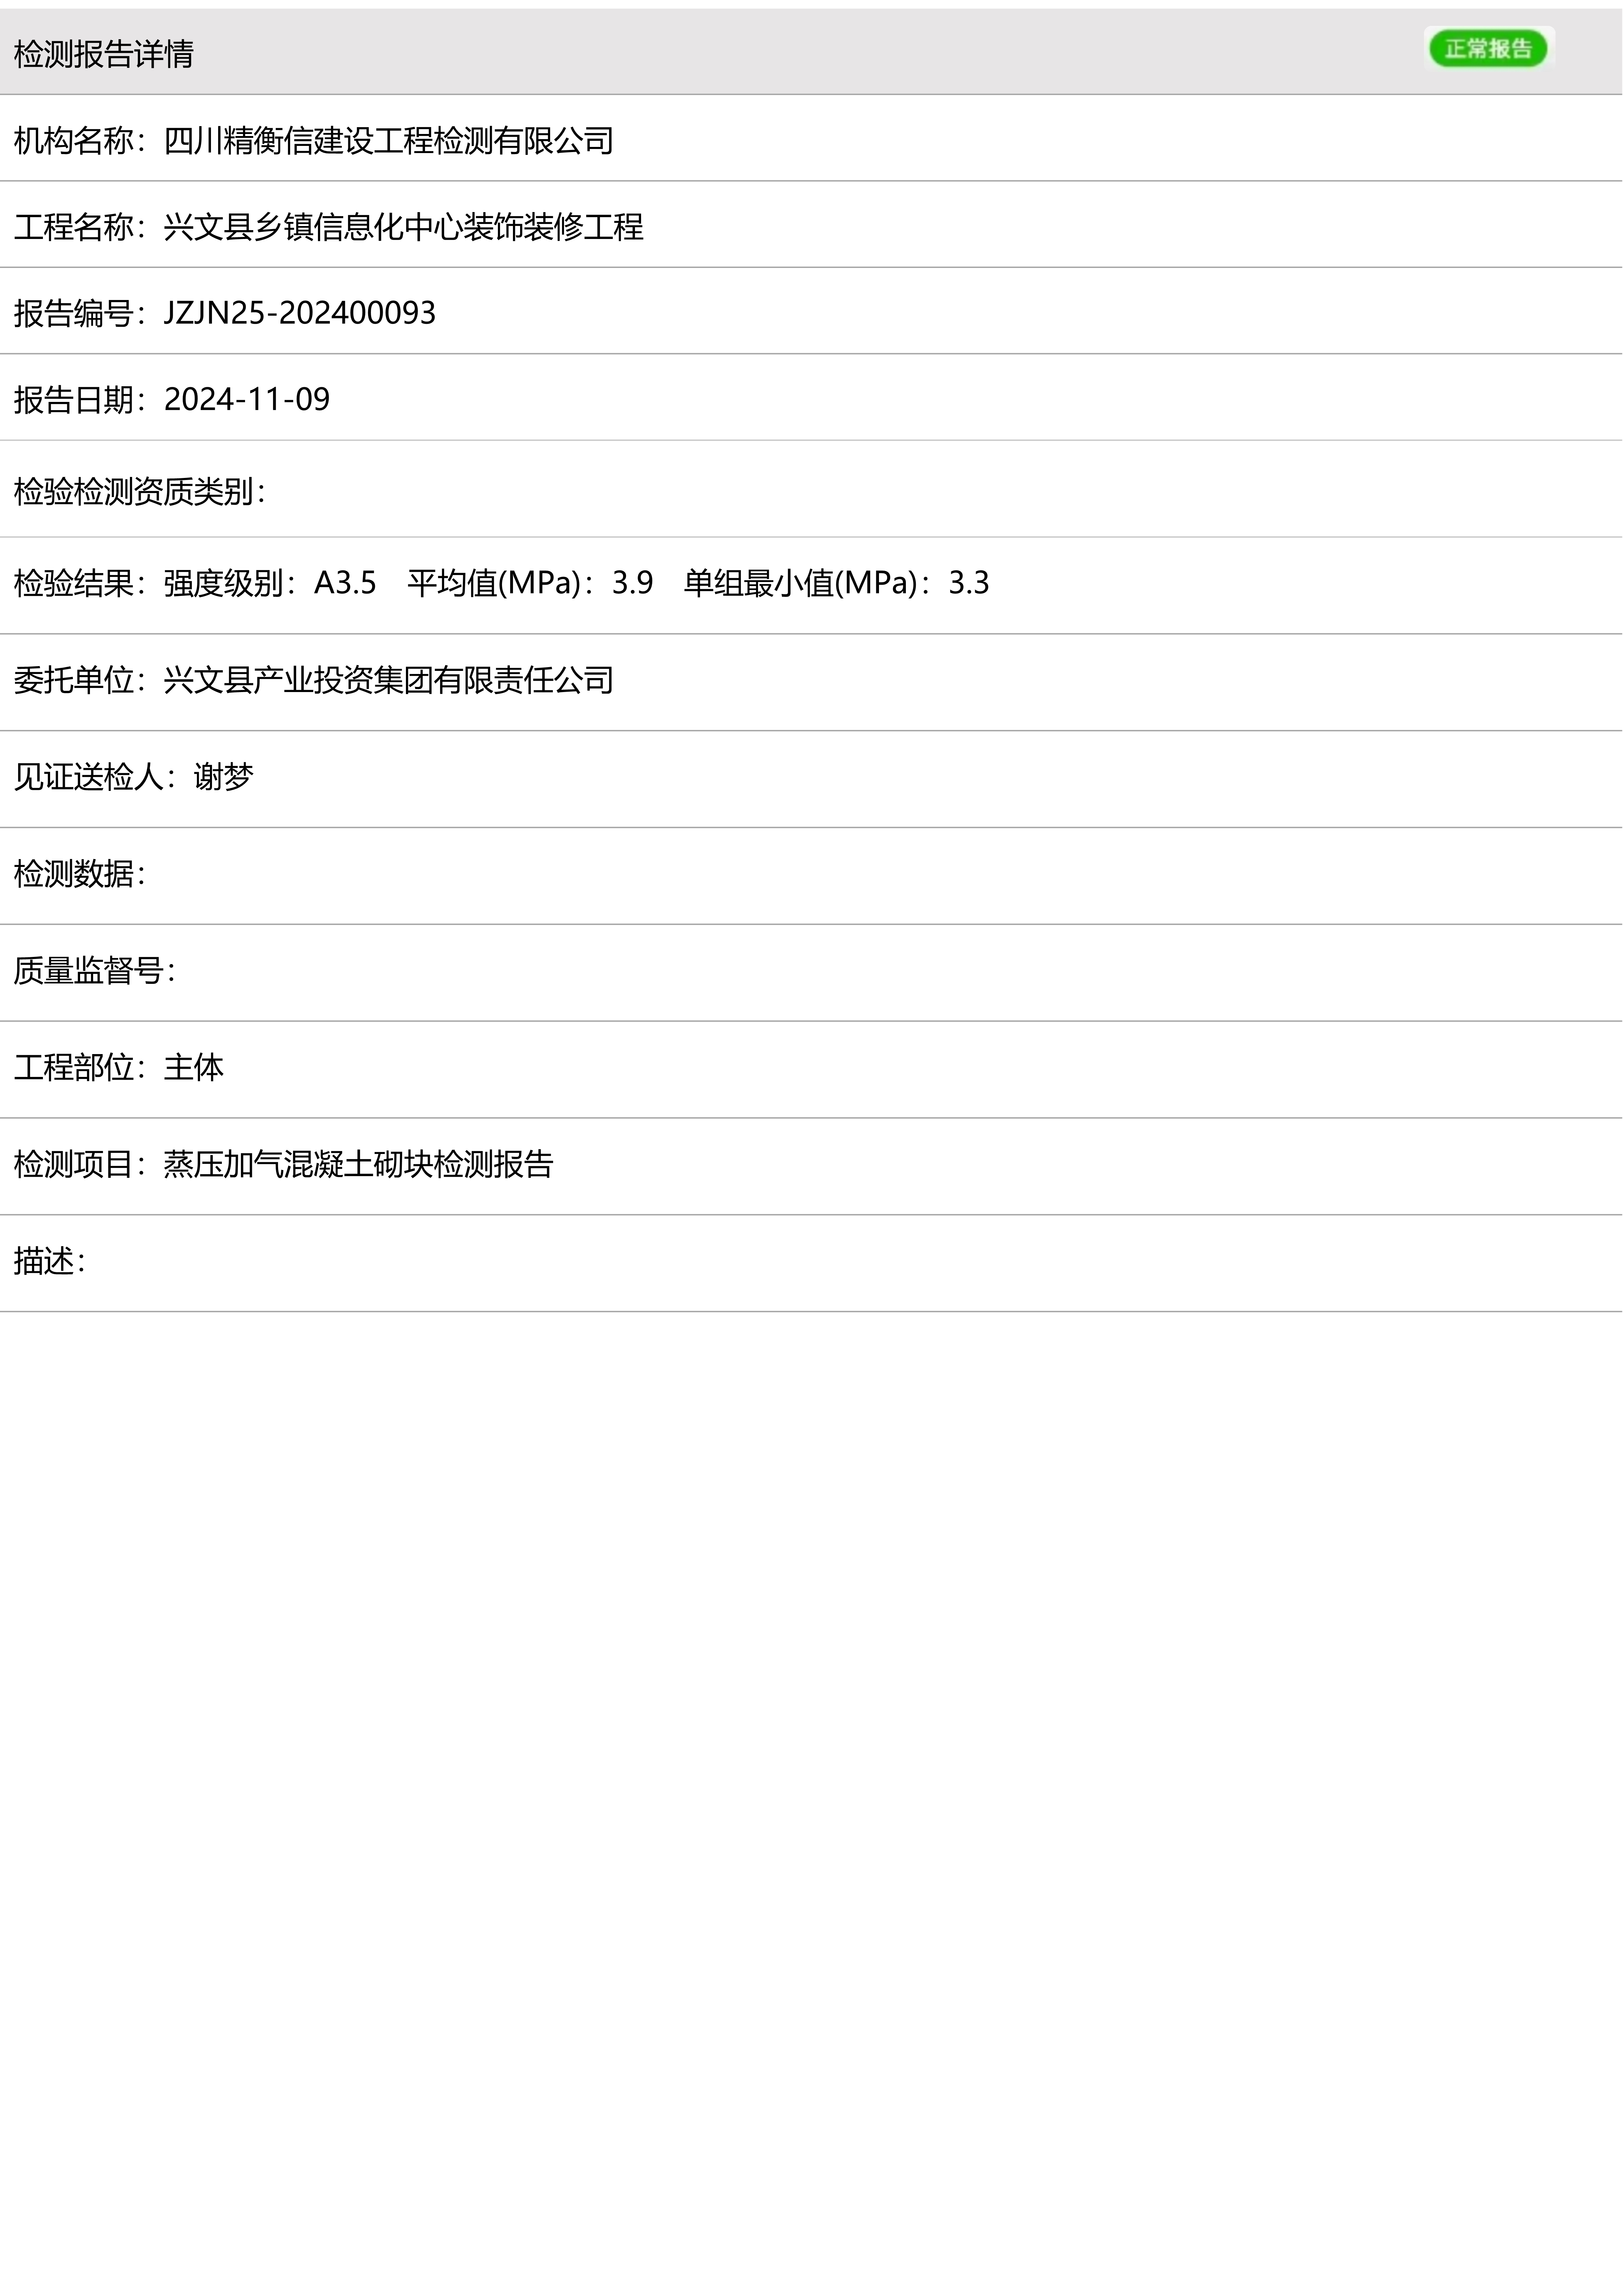 检测报告详情 正常报告
机构名称：四川精衡信建设工程检测有限公司
工程名称：兴文县乡镇信息化中心装饰装修工程
报告编号：JZJN25-202400093
报告日期：2024-11-09
检验检测资质类别：
检验结果：强度级别：A3.5 平均值(MPa)：3.9 单组最小值(MPa)：3.3
委托单位：兴文县产业投资集团有限责任公司
见证送检人：谢梦
检测数据：
质量监督号：
工程部位：主体
检测项目：蒸压加气混凝土砌块检测报告
描述：